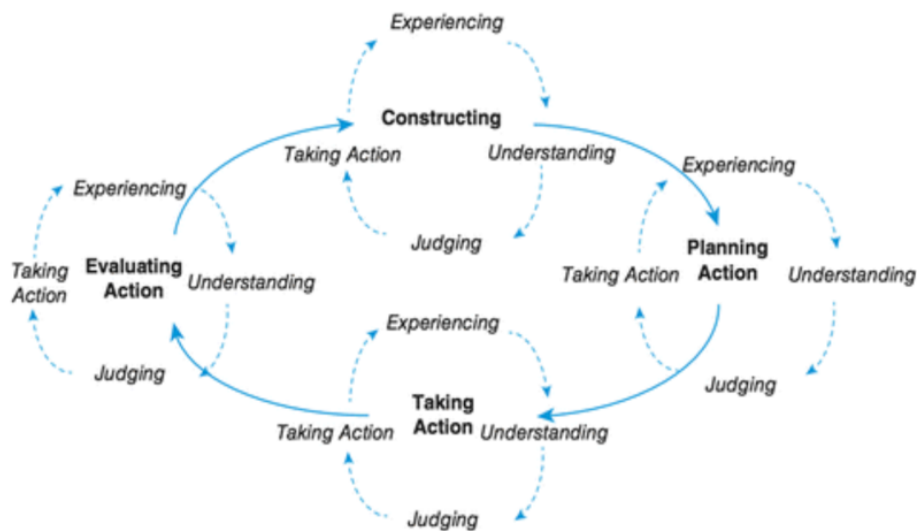 Experiencing
Constructing
Taking Action
Understanding
Judging
Experiencing
Planning
Action
Taking Action
Understanding
Judging
Experiencing
Taking
Action
Taking Action
Understanding
Judging
Experiencing
Evaluating
Action
Taking
Action
Understanding
Judging